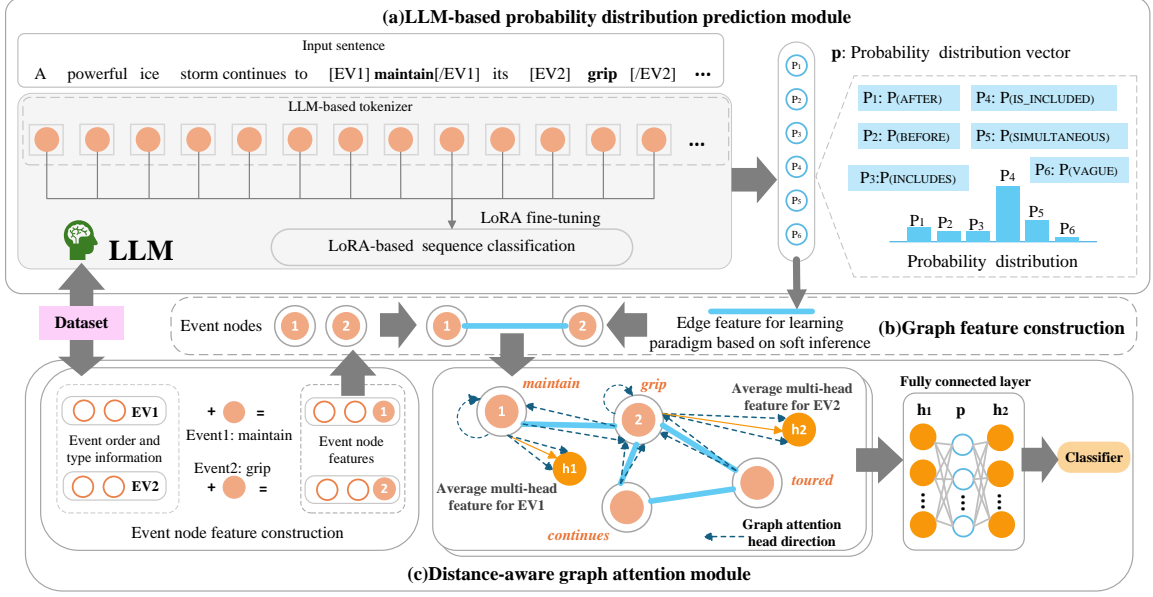 (a)LLM-based probability distribution prediction module
Input sentence
A powerful ice storm continues to [EV1] maintain[/EV1] its [EV2] grip [/EV2] ...
LLM-based tokenizer
...
LoRA fine-tuning
LoRA-based sequence classification
LLM
P1
P2
P3
P4
P5
P6
p: Probability distribution vector
P1: P(AFTER)
P4: P(IS_INCLUDED)
P2: P(BEFORE)
P5: P(SIMULTANEOUS)
P3:P(INCLUDES)
P6: P(VAGUE)
P1
P2
P3
P4
P5
P6
Probability distribution
Dataset
Event nodes
1
2
1
2
Edge feature for learning
paradigm based on soft inference
(b)Graph feature construction
EV1
Event order and
type information
EV2
+ =
Event1: maintain
Event2: grip
+ =
1
Event node
features
2
Event node feature construction
maintain
1
grip
2
h1
Average multi-head
feature for EV1
Average multi-head
feature for EV2
h2
toured
continues
Graph attention
head direction
Fully connected layer
h1 p h2
Classifier
(c)Distance-aware graph attention module